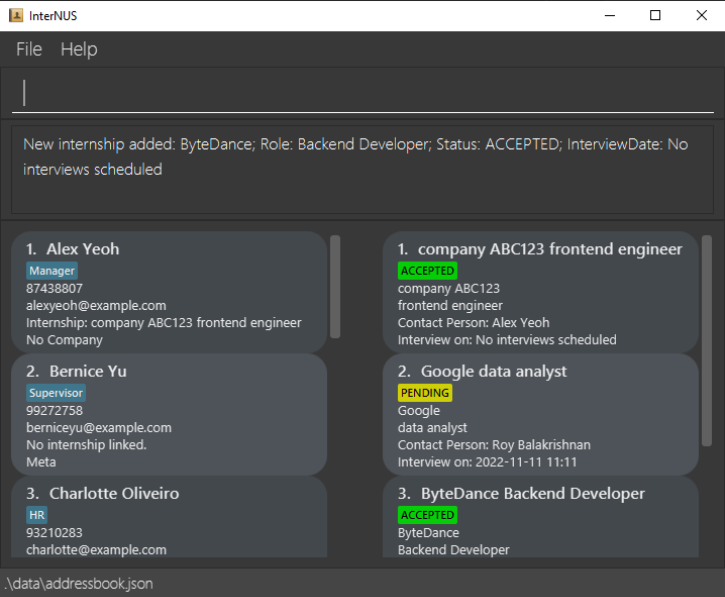 InterNUS
File Help
New internship added: ByteDance; Role: Backend Developer; Status: ACCEPTED; InterviewDate: No
interviews scheduled
1. Alex Yeoh
Manager
87438807
alexyeoh@example.com
Internship: company ABC123 frontend engineer
No Company
2. Bernice Yu
Supervisor
99272758
berniceyu@example.com
No internship linked.
Meta
3. Charlotte Oliveiro
HR
93210283
charlotte@example.com
1. company ABC123 frontend engineer
ACCEPTED
company ABC123
frontend engineer
Contact Person: Alex Yeoh
Interview on: No interviews scheduled
2. Google data analyst
PENDING
Google
data analyst
Contact Person: Roy Balakrishnan
Interview on: 2022-11-11 11:11
3. ByteDance Backend Developer
ACCEPTED
ByteDance
Backend Developer
.\data\addressbook.json